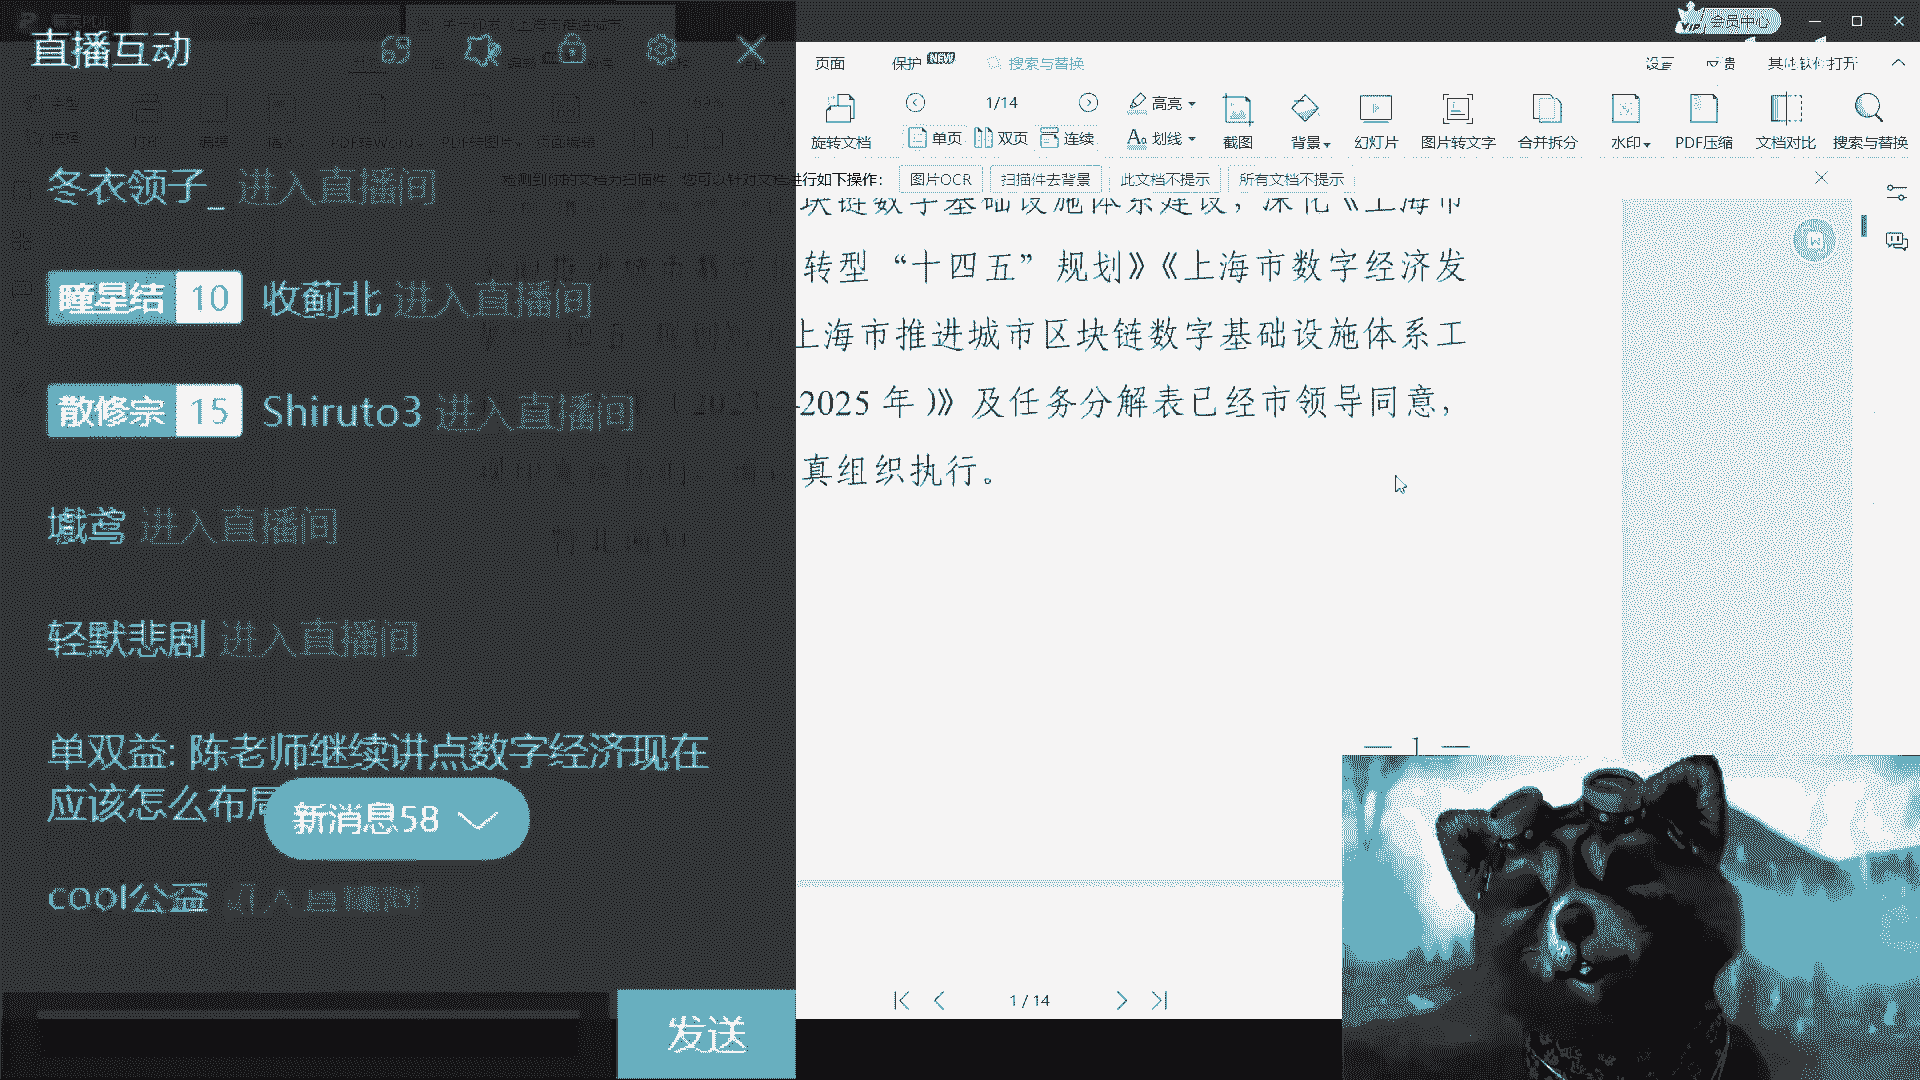 直播互动
冬衣领子_ 进入直播间
瞳星结 10 收蓟北 进入直播间
散修宗 15 Shiruto3 进入直播间
进入直播间
轻默悲剧 进入直播间
单双益: 陈老师继续讲点数字经济现在
应该怎么布局
新消息58
cool公益 进入直播间
发送
会员中心
页面
保护 NEW
搜索与替换
设置
其他软件打开
旋转文档
1/14
单页
双页
连续
高亮
划线
截图
背景
幻灯片
图片转文字
合并拆分
水印
PDF压缩
文档对比
搜索与替换
检测到你的文档为扫描件，您可以针对文档进行如下操作：
图片OCR
扫描件去背景
此文档不提示
所有文档不提示
块链数字基础设施体系建设，深化《上海市
转型“十四五”规划》《上海市数字经济发
上海市推进城市区块链数字基础设施体系工
-2025 年)》及任务分解表已经市领导同意，
真组织执行。
— 1 —
1 / 14